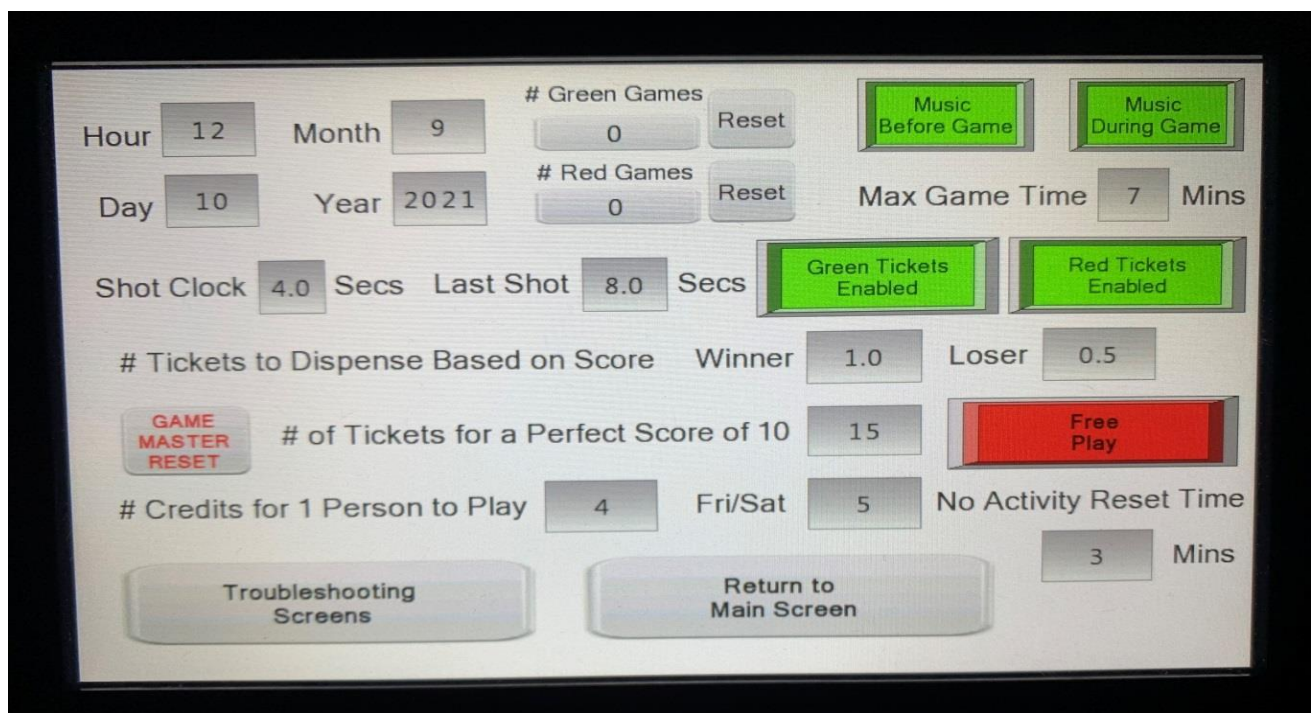 # Green Games
Hour 12 Month 9 0 Reset
Music
Before Game
Music
During Game
# Red Games
Day 10 Year 2021 0 Reset
Max Game Time 7 Mins
Shot Clock 4.0 Secs Last Shot 8.0 Secs
Green Tickets
Enabled
Red Tickets
Enabled
# Tickets to Dispense Based on Score Winner 1.0 Loser 0.5
GAME
MASTER
RESET
# of Tickets for a Perfect Score of 10 15
Free
Play
# Credits for 1 Person to Play 4 Fri/Sat 5 No Activity Reset Time
3 Mins
Troubleshooting
Screens
Return to
Main Screen